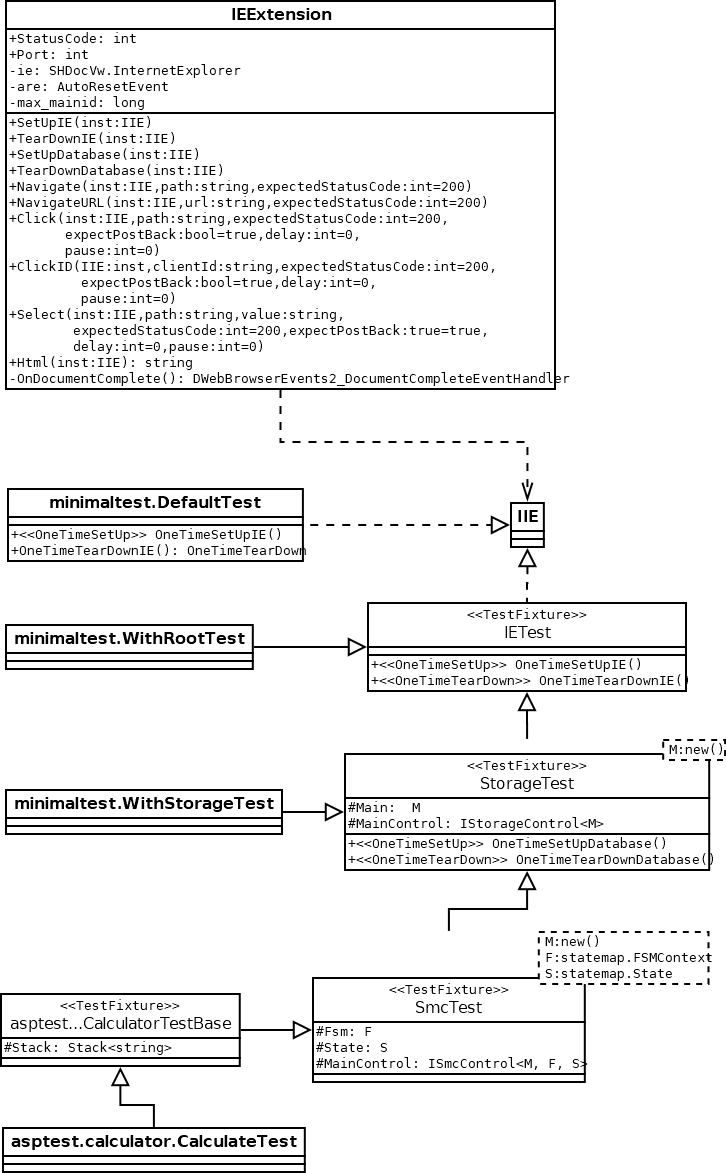 IEExtension
+StatusCode: int
+Port: int
-ie: SHDocVw.InternetExplorer
-are: AutoResetEvent
-max_mainid: long
+SetUpIE(inst:IIE)
+TearDownIE(inst:IIE)
+SetUpDatabase(inst:IIE)
+TearDownDatabase(inst:IIE)
+Navigate(inst:IIE,path:string,expectedStatusCode:int=200)
+NavigateURL(inst:IIE,url:string,expectedStatusCode:int=200)
+Click(inst:IIE,path:string,expectedStatusCode:int=200,
expectPostBack:bool=true,delay:int=0,
pause:int=0)
+ClickID(IIE:inst,clientId:string,expectedStatusCode:int=200,
expectPostBack:bool=true,delay:int=0,
pause:int=0)
+Select(inst:IIE,path:string,value:string,
expectedStatusCode:int=200,expectPostBack:true=true,
delay:int=0,pause:int=0)
+Html(inst:IIE): string
-OnDocumentComplete(): DWebBrowserEvents2_DocumentCompleteEventHandler
minimaltest.DefaultTest
+<<OneTimeSetUp>> OneTimeSetUpIE()
+OneTimeTearDownIE(): OneTimeTearDown
IIE
<<TestFixture>>
IETest
+<<OneTimeSetUp>> OneTimeSetUpIE()
+<<OneTimeTearDown>> OneTimeTearDownIE()
minimaltest.WithRootTest
M:new()
<<TestFixture>>
StorageTest
#Main:  M
#MainControl: IStorageControl<M>
+<<OneTimeSetUp>> OneTimeSetUpDatabase()
+<<OneTimeTearDown>> OneTimeTearDownDatabase()
minimaltest.WithStorageTest
M:new()
F:statemap.FSMContext
S:statemap.State
<<TestFixture>>
SmcTest
#Fsm: F
#State: S
#MainControl: ISmcControl<M, F, S>
<<TestFixture>>
asptest...CalculatorTestBase
#Stack: Stack<string>
asptest.calculator.CalculateTest